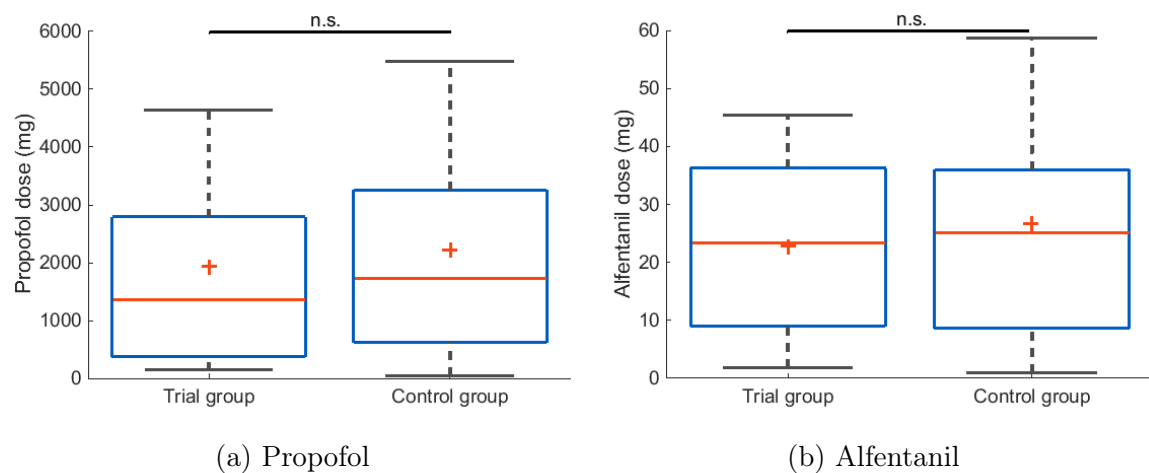 n.s.
6000
5000
4000
3000
2000
1000
0
Propofol dose (mg)
Trial group
Control group
(a) Propofol
n.s.
60
50
40
30
20
10
0
Alfentanil dose (mg)
Trial group
Control group
(b) Alfentanil